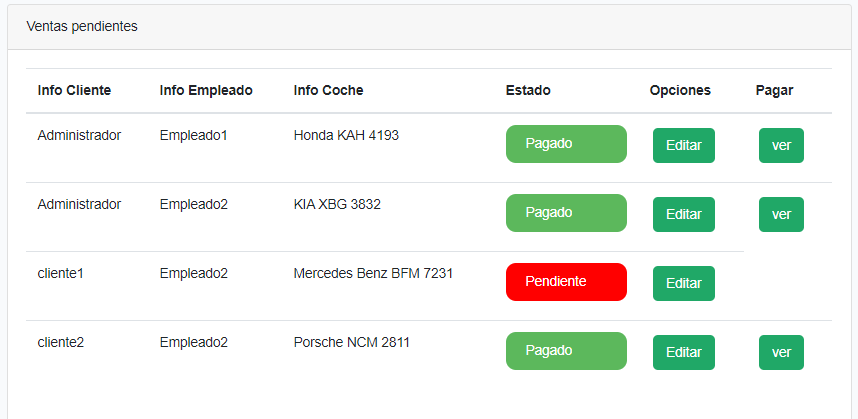 Ventas pendientes
Info Cliente Info Empleado Info Coche Estado Opciones Pagar
Administrador Empleado1 Honda KAH 4193 Pagado Editar ver
Administrador Empleado2 KIA XBG 3832 Pagado Editar ver
cliente1 Empleado2 Mercedes Benz BFM 7231 Pendiente Editar
cliente2 Empleado2 Porsche NCM 2811 Pagado Editar ver